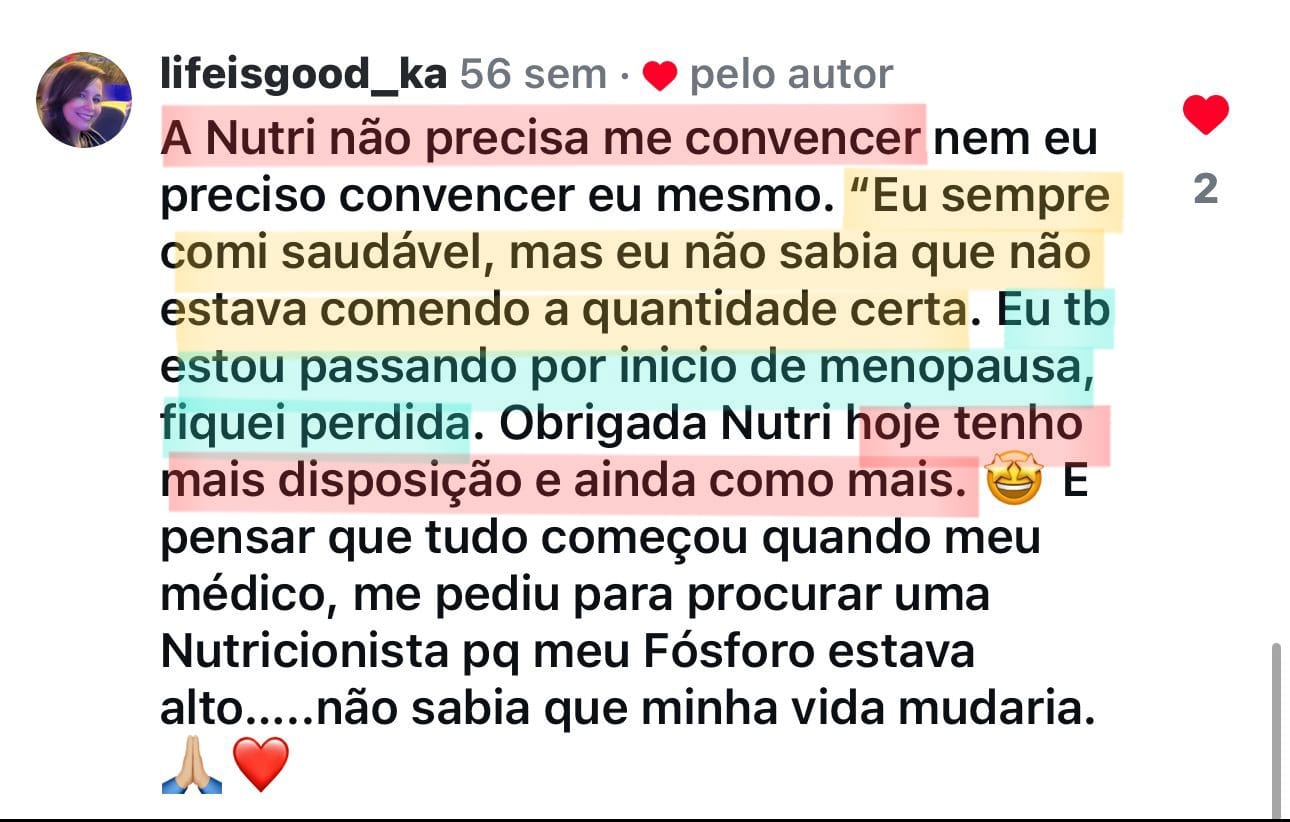 lifeisgood_ka 56 sem · ❤️ pelo autor
A Nutri não precisa me convencer nem eu
preciso convencer eu mesmo. “Eu sempre
comi saudável, mas eu não sabia que não
estava comendo a quantidade certa. Eu tb
estou passando por inicio de menopausa,
fiquei perdida. Obrigada Nutri hoje tenho
mais disposição e ainda como mais. 🤩 E
pensar que tudo começou quando meu
médico, me pediu para procurar uma
Nutricionista pq meu Fósforo estava
alto.....não sabia que minha vida mudaria.
🙏🏼❤️
2